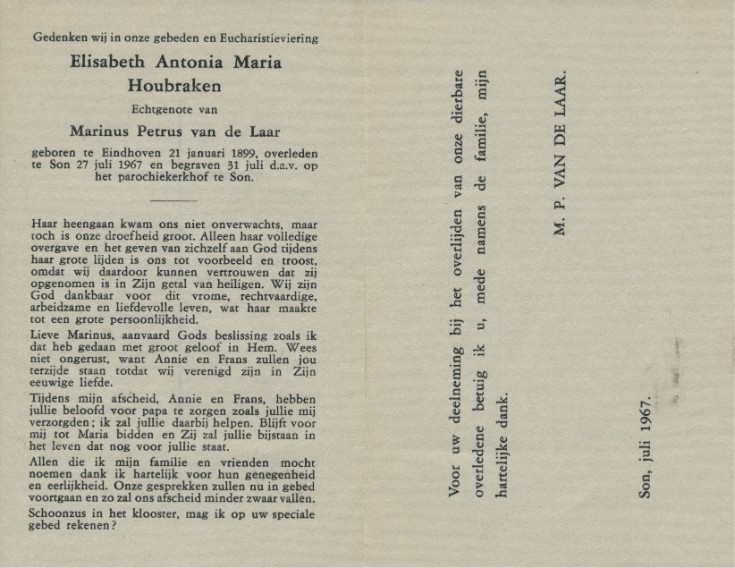 Gedenken wij in onze gebeden en Eucharistieviering
Elisabeth Antonia Maria
Houbraken
Echtgenote van
Marinus Petrus van de Laar
geboren te Eindhoven 21 januari 1899, overleden
te Son 27 juli 1967 en begraven 31 juli d.a.v. op
het parochiekerkhof te Son.
Haar heengaan kwam ons niet onverwachts, maar
toch is onze droefheid groot. Alleen haar volledige
overgave en het geven van zichzelf aan God tijdens
haar grote lijden is ons tot voorbeeld en troost,
omdat wij daardoor kunnen vertrouwen dat zij
opgenomen is in Zijn getal van heiligen. Wij zijn
God dankbaar voor dit vrome, rechtvaardige,
arbeidzame en liefdevolle leven, wat haar maakte
tot een grote persoonlijkheid.
Lieve Marinus, aanvaard Gods beslissing zoals ik
dat heb gedaan met groot geloof in Hem. Wees
niet ongerust, want Annie en Frans zullen jou
terzijde staan totdat wij verenigd zijn in Zijn
eeuwige liefde.
Tijdens mijn afscheid, Annie en Frans, hebben
jullie beloofd voor papa te zorgen zoals jullie mij
verzorgden; ik zal jullie daarbij helpen. Blijft voor
mij tot Maria bidden en Zij zal jullie bijstaan in
het leven dat nog voor jullie staat.
Allen die ik mijn familie en vrienden mocht
noemen dank ik hartelijk voor hun genegenheid
en eerlijkheid. Onze gesprekken zullen nu in gebed
voortgaan en zo zal ons afscheid minder zwaar vallen.
Schoonzus in het klooster, mag ik op uw speciale
gebed rekenen?
Voor uw deelneming bij het overlijden van onze dierbare
overledene betuig ik u, mede namens de familie, mijn
hartelijke dank.
M. P. VAN DE LAAR.
Son, juli 1967.